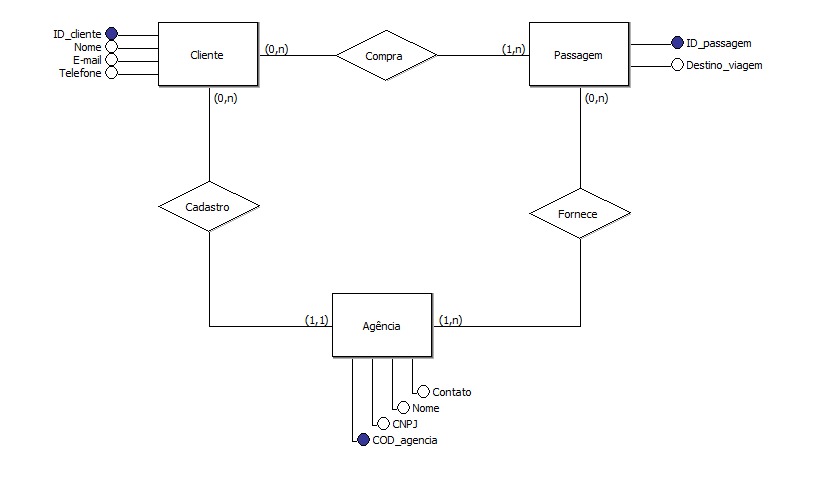 ID_cliente
Nome
E-mail
Telefone
Cliente
(0,n)
Compra
(1,n)
Passagem
ID_passagem
Destino_viagem
(0,n)
(0,n)
Cadastro
Fornece
(1,1)
Agência
(1,n)
Contato
Nome
CNPJ
COD_agencia